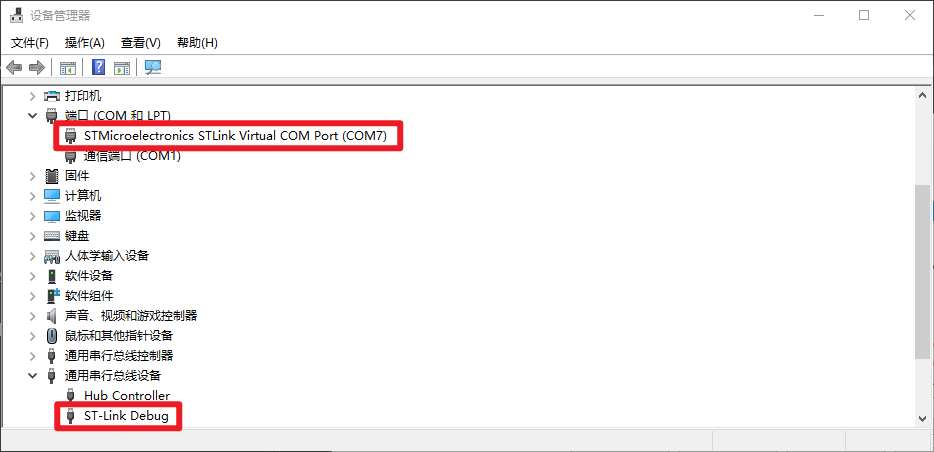 设备管理器
文件(F) 操作(A) 查看(V) 帮助(H)
打印机
端口 (COM 和 LPT)
STMicroelectronics STLink Virtual COM Port (COM7)
通信端口 (COM1)
固件
计算机
监视器
键盘
人体学输入设备
软件设备
软件组件
声音、视频和游戏控制器
鼠标和其他指针设备
通用串行总线控制器
通用串行总线设备
Hub Controller
ST-Link Debug